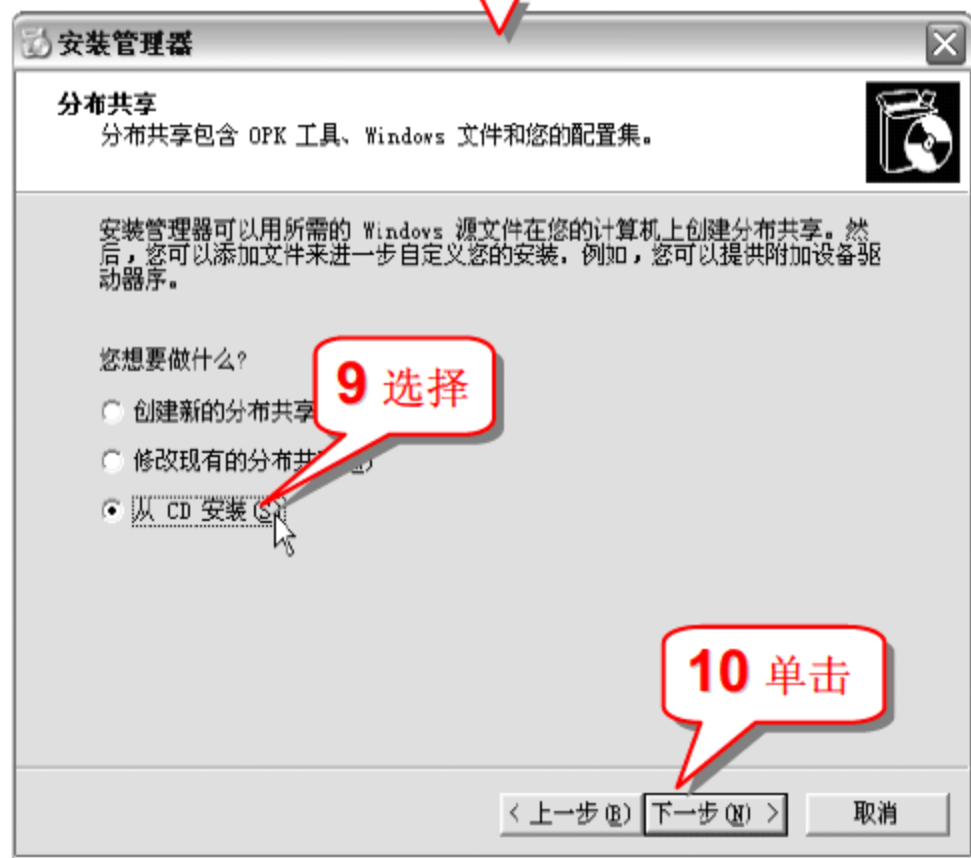 安装管理器
分布共享
分布共享包含 OPK 工具、Windows 文件和您的配置集。
安装管理器可以用所需的 Windows 源文件在您的计算机上创建分布共享。然
后，您可以添加文件来进一步自定义您的安装。例如，您可以提供附加设备驱
动器序。
您想要做什么?
9 选择
创建新的分布共享
修改现有的分布共
从 CD 安装(S)
10 单击
< 上一步(B) 下一步(N) > 取消